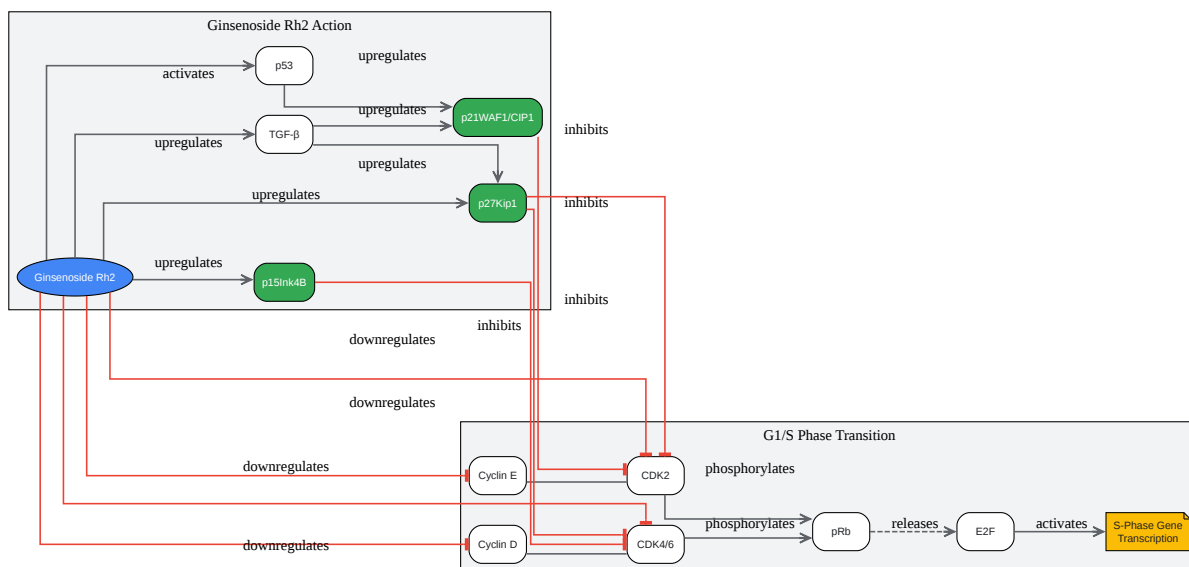 Ginsenoside Rh2 Action
p53
upregulates
activates
upregulates
p21WAF1/CIP1
TGF-β
inhibits
upregulates
upregulates
upregulates
p27Kip1
inhibits
upregulates
Ginsenoside Rh2
p15Ink4B
inhibits
inhibits
downregulates
downregulates
G1/S Phase Transition
downregulates
Cyclin E
CDK2
phosphorylates
phosphorylates
releases
activates
S-Phase Gene
Transcription
pRb
E2F
downregulates
Cyclin D
CDK4/6